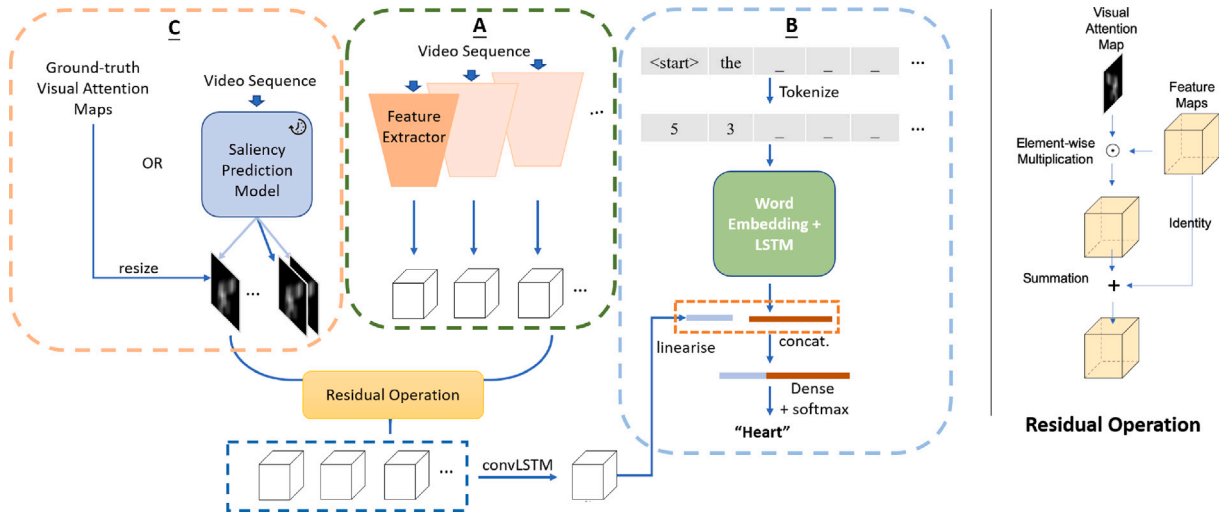 C
Ground-truth
Visual Attention
Maps
OR
Video Sequence
Saliency
Prediction
Model
resize
...
A
Video Sequence
Feature
Extractor
...
...
B
<start> the _ _ _ ...
Tokenize
5 3 _ _ _ ...
Word
Embedding +
LSTM
linearise
concat.
Dense
+ softmax
“Heart”
Residual Operation
...
convLSTM
Visual
Attention
Map
Feature
Maps
Element-wise
Multiplication
Identity
Summation
+
Residual Operation